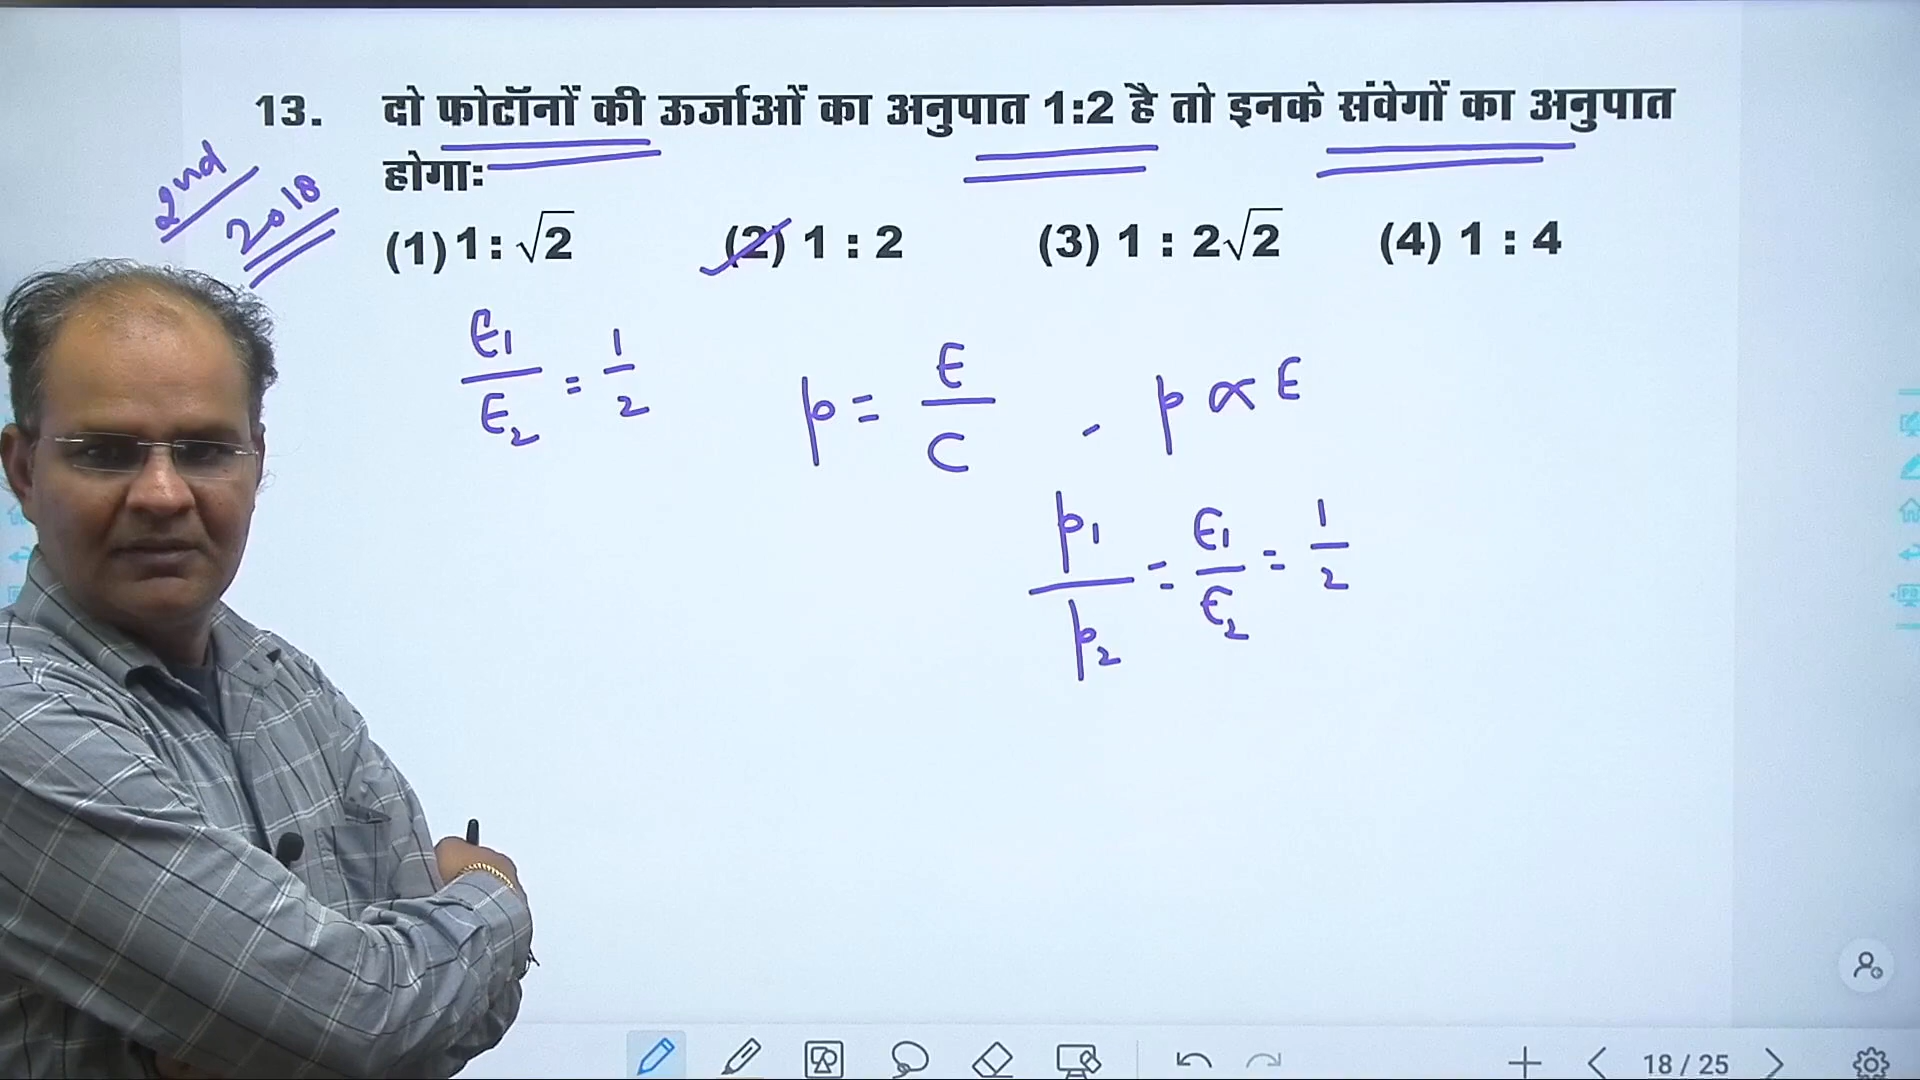 13. दो फोटॉनों की ऊर्जाओं का अनुपात 1:2 है तो इनके संवेगों का अनुपात
होगाः
2nd
2018
(1) 1 : √2 (2) 1 : 2 (3) 1 : 2√2 (4) 1 : 4
E₁/E₂ = 1/2
p = E/C
p ∝ E
p₁/p₂ = E₁/E₂ = 1/2
18 / 25